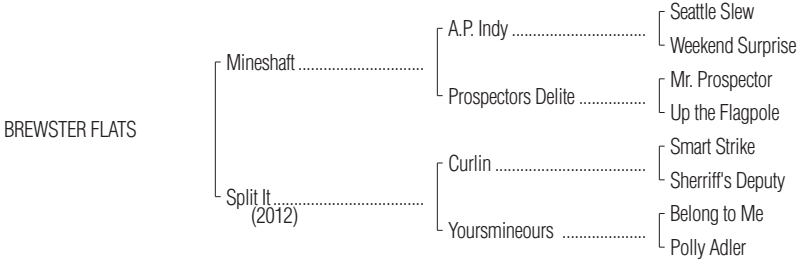 Seattle Slew
A.P. Indy ................................
Weekend Surprise
Mineshaft ..............................
Mr. Prospector
Prospectors Delite ................
Up the Flagpole
BREWSTER FLATS
Smart Strike
Curlin ....................................
Sherriff's Deputy
Split It ....................................
(2012)
Belong to Me
Yoursmineours ....................
Polly Adler